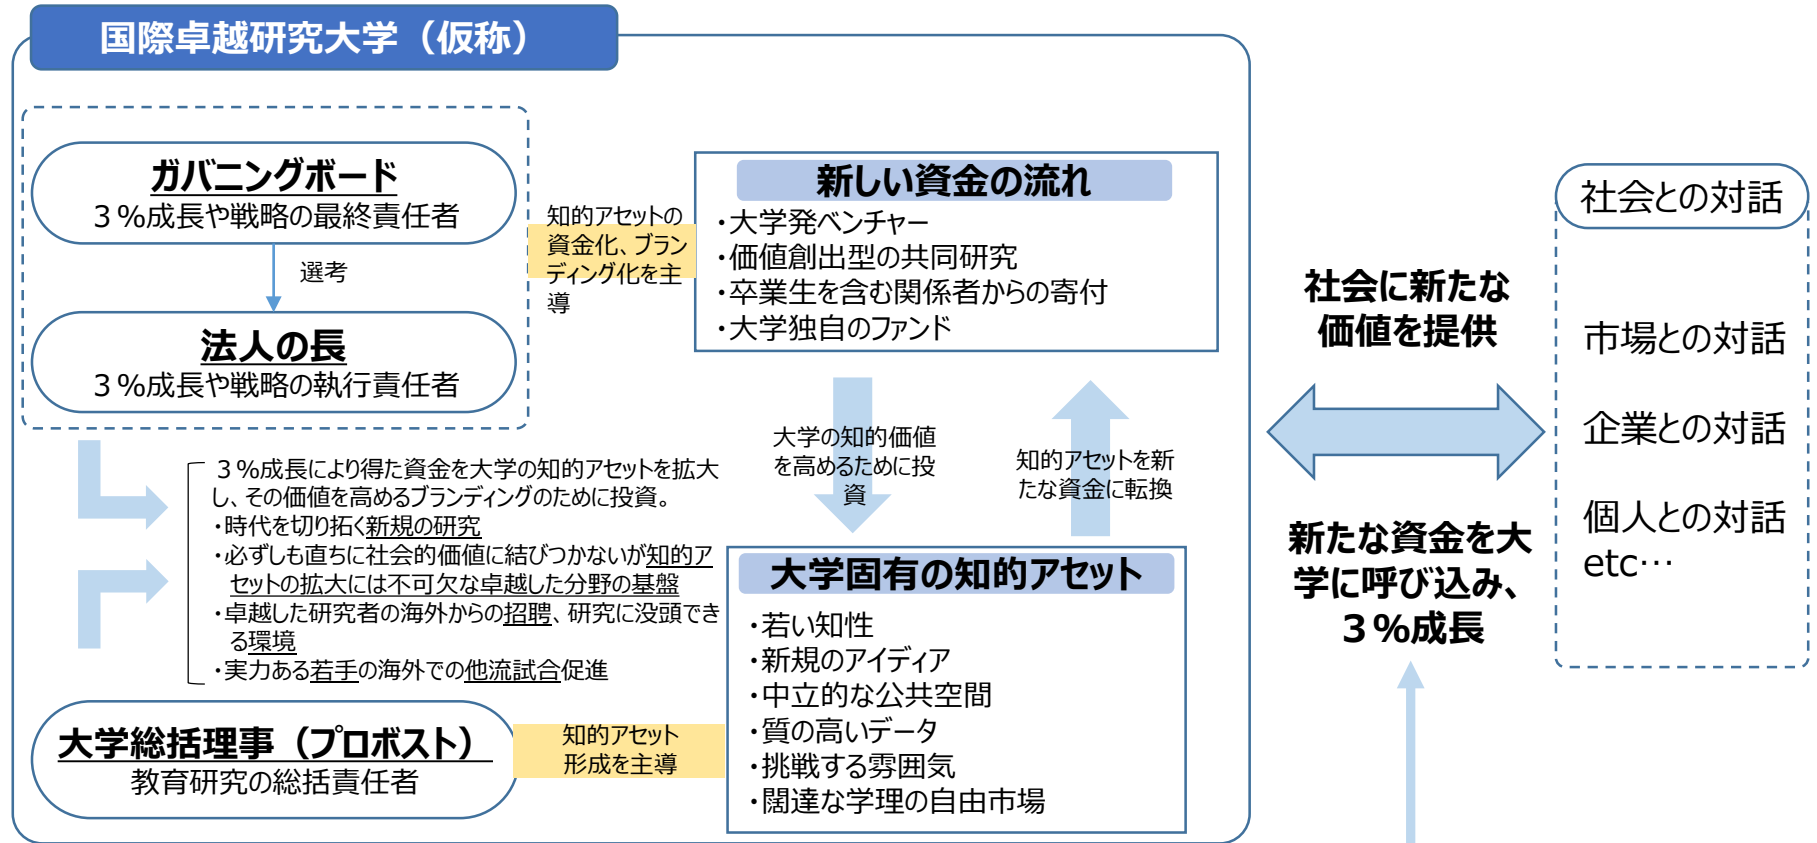 国際卓越研究大学（仮称）
ガバニングボード
３％成長や戦略の最終責任者
選考
法人の長
３％成長や戦略の執行責任者
知的アセットの
資金化、ブラン
ディング化を主
導
新しい資金の流れ
・大学発ベンチャー
・価値創出型の共同研究
・卒業生を含む関係者からの寄付
・大学独自のファンド
大学の知的価値
を高めるために投
資
知的アセットを新
たな資金に転換
３％成長により得た資金を大学の知的アセットを拡大
し、その価値を高めるブランディングのために投資。
・時代を切り拓く新規の研究
・必ずしも直ちに社会的価値に結びつかないが知的ア
セットの拡大には不可欠な卓越した分野の基盤
・卓越した研究者の海外からの招聘、研究に没頭でき
る環境
・実力ある若手の海外での他流試合促進
大学総括理事（プロボスト）
教育研究の総括責任者
知的アセット
形成を主導
大学固有の知的アセット
・若い知性
・新規のアイディア
・中立的な公共空間
・質の高いデータ
・挑戦する雰囲気
・闊達な学理の自由市場
社会に新たな
価値を提供
新たな資金を大
学に呼び込み、
３％成長
社会との対話
市場との対話
企業との対話
個人との対話
etc…